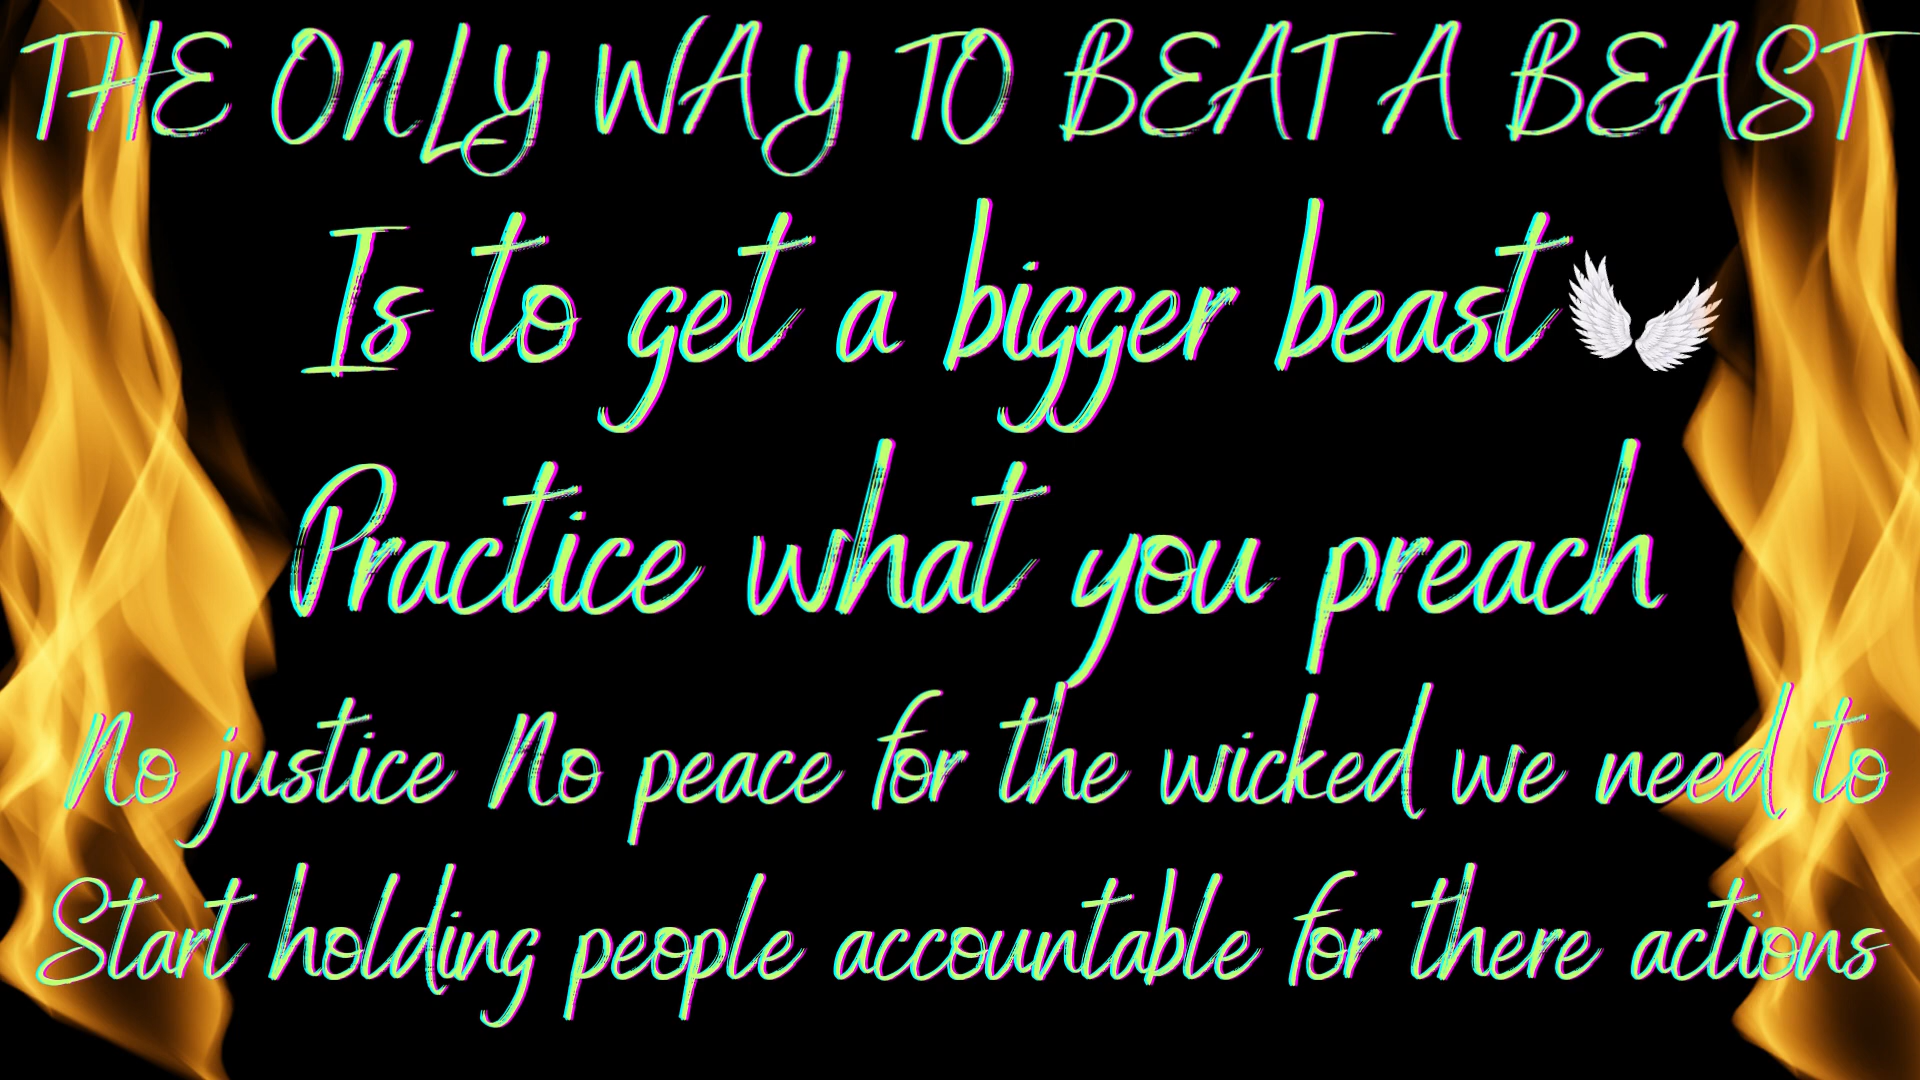 THE ONLY WAY TO BEAT A BEAST
Is to get a bigger beast
Practice what you preach
No justice No peace for the wicked we need to
Start holding people accountable for there actions